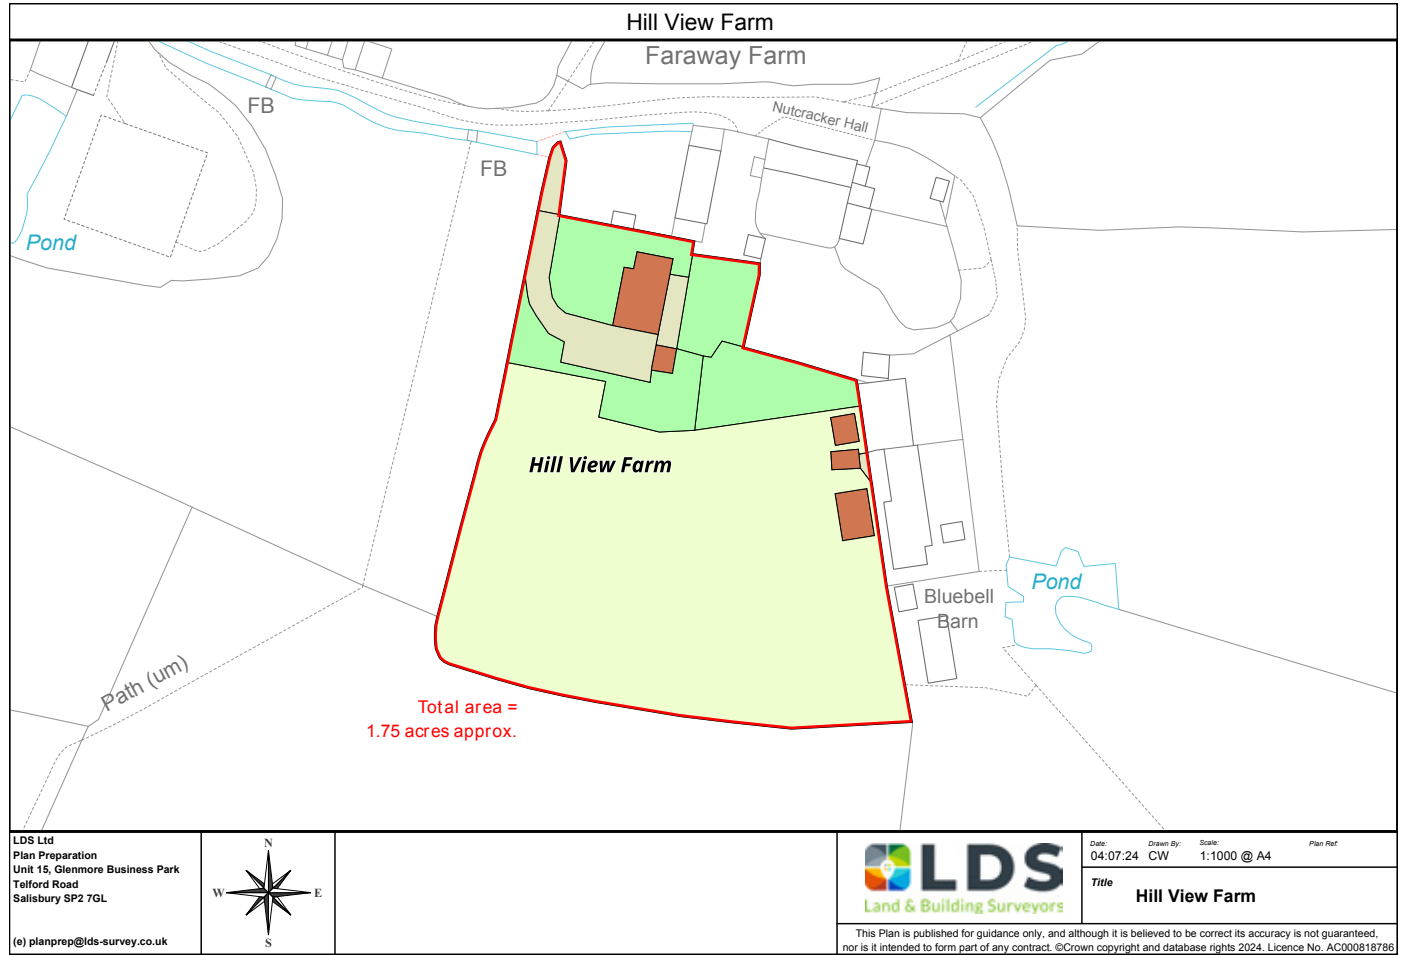 Hill View Farm
Faraway Farm
FB
Nutcracker Hall
FB
Pond
Hill View Farm
Pond
Bluebell
Barn
Path (um)
Total area =
1.75 acres approx.
LDS Ltd
Plan Preparation
Unit 15, Glenmore Business Park
Telford Road
Salisbury SP2 7GL
(e) planprep@lds-survey.co.uk
N
W
E
S
LDS
Land & Building Surveyors
Date: Drawn By: Scale: Plan Ref:
04:07:24 CW 1:1000 @ A4
Title
Hill View Farm
This Plan is published for guidance only, and although it is believed to be correct its accuracy is not guaranteed,
nor is it intended to form part of any contract. ©Crown copyright and database rights 2024. Licence No. AC000818786